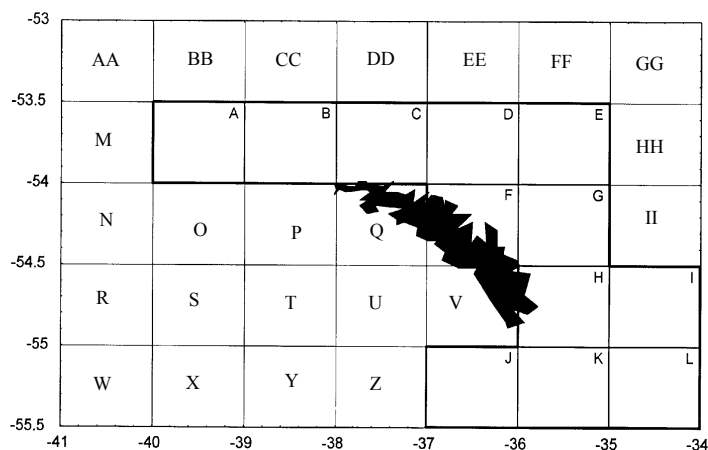 -53
AA BB CC DD EE FF GG
-53.5
A B C D E
M HH
-54
F G
N O P Q II
-54.5
H I
R S T U V
-55
J K L
W X Y Z
-55.5
-41 -40 -39 -38 -37 -36 -35 -34